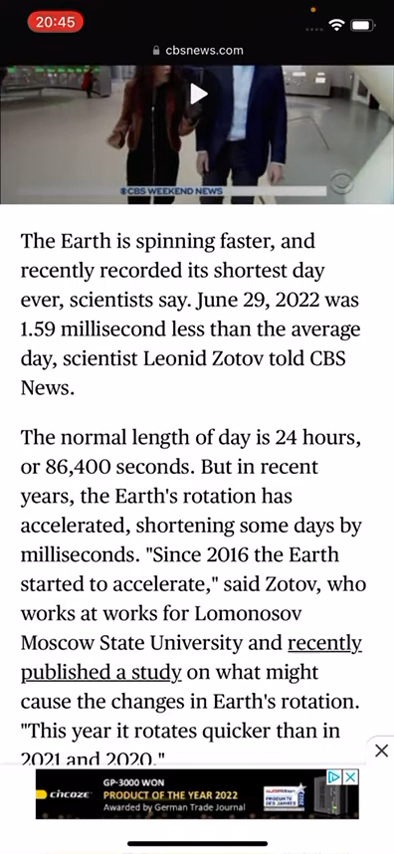 20:45
cbsnews.com
CBS WEEKEND NEWS
The Earth is spinning faster, and
recently recorded its shortest day
ever, scientists say. June 29, 2022 was
1.59 millisecond less than the average
day, scientist Leonid Zotov told CBS
News.
The normal length of day is 24 hours,
or 86,400 seconds. But in recent
years, the Earth's rotation has
accelerated, shortening some days by
milliseconds. "Since 2016 the Earth
started to accelerate," said Zotov, who
works at works for Lomonosov
Moscow State University and recently
published a study on what might
cause the changes in Earth's rotation.
"This year it rotates quicker than in
2021 and 2020."
GP-3000 WON
cincoze PRODUCT OF THE YEAR 2022
Awarded by German Trade Journal